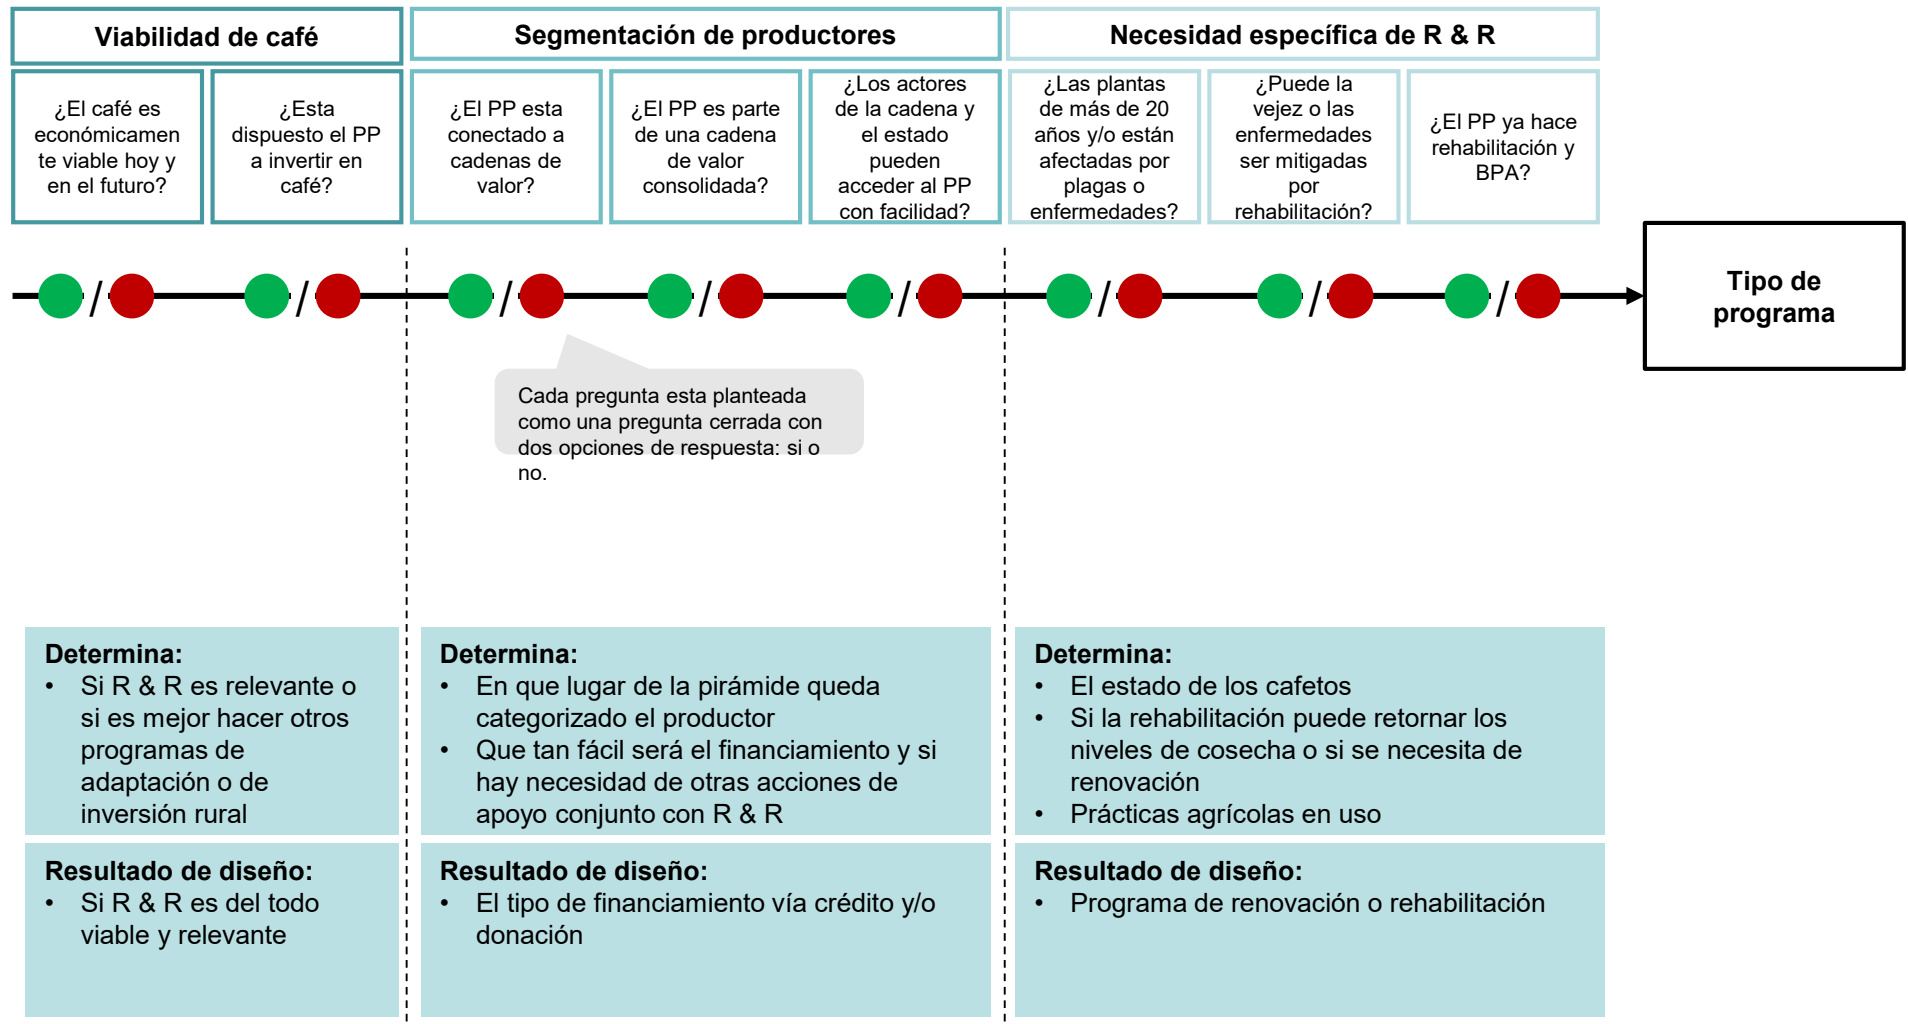 Viabilidad de café
Segmentación de productores
Necesidad específica de R & R
¿El café es
económicamen
te viable hoy y
en el futuro?
¿Esta
dispuesto el PP
a invertir en
café?
¿El PP esta
conectado a
cadenas de
valor?
¿El PP es parte
de una cadena
de valor
consolidada?
¿Los actores
de la cadena y
el estado
pueden
acceder al PP
con facilidad?
¿Las plantas
de más de 20
años y/o están
afectadas por
plagas o
enfermedades?
¿Puede la
vejez o las
enfermedades
ser mitigadas
por
rehabilitación?
¿El PP ya hace
rehabilitación y
BPA?
/
/
/
/
/
/
/
/
Tipo de
programa
Cada pregunta esta planteada
como una pregunta cerrada con
dos opciones de respuesta: si o
no.
Determina:
• Si R & R es relevante o
si es mejor hacer otros
programas de
adaptación o de
inversión rural
Determina:
• En que lugar de la pirámide queda
categorizado el productor
• Que tan fácil será el financiamiento y si
hay necesidad de otras acciones de
apoyo conjunto con R & R
Determina:
• El estado de los cafetos
• Si la rehabilitación puede retornar los
niveles de cosecha o si se necesita de
renovación
• Prácticas agrícolas en uso
Resultado de diseño:
• Si R & R es del todo
viable y relevante
Resultado de diseño:
• El tipo de financiamiento vía crédito y/o
donación
Resultado de diseño:
• Programa de renovación o rehabilitación